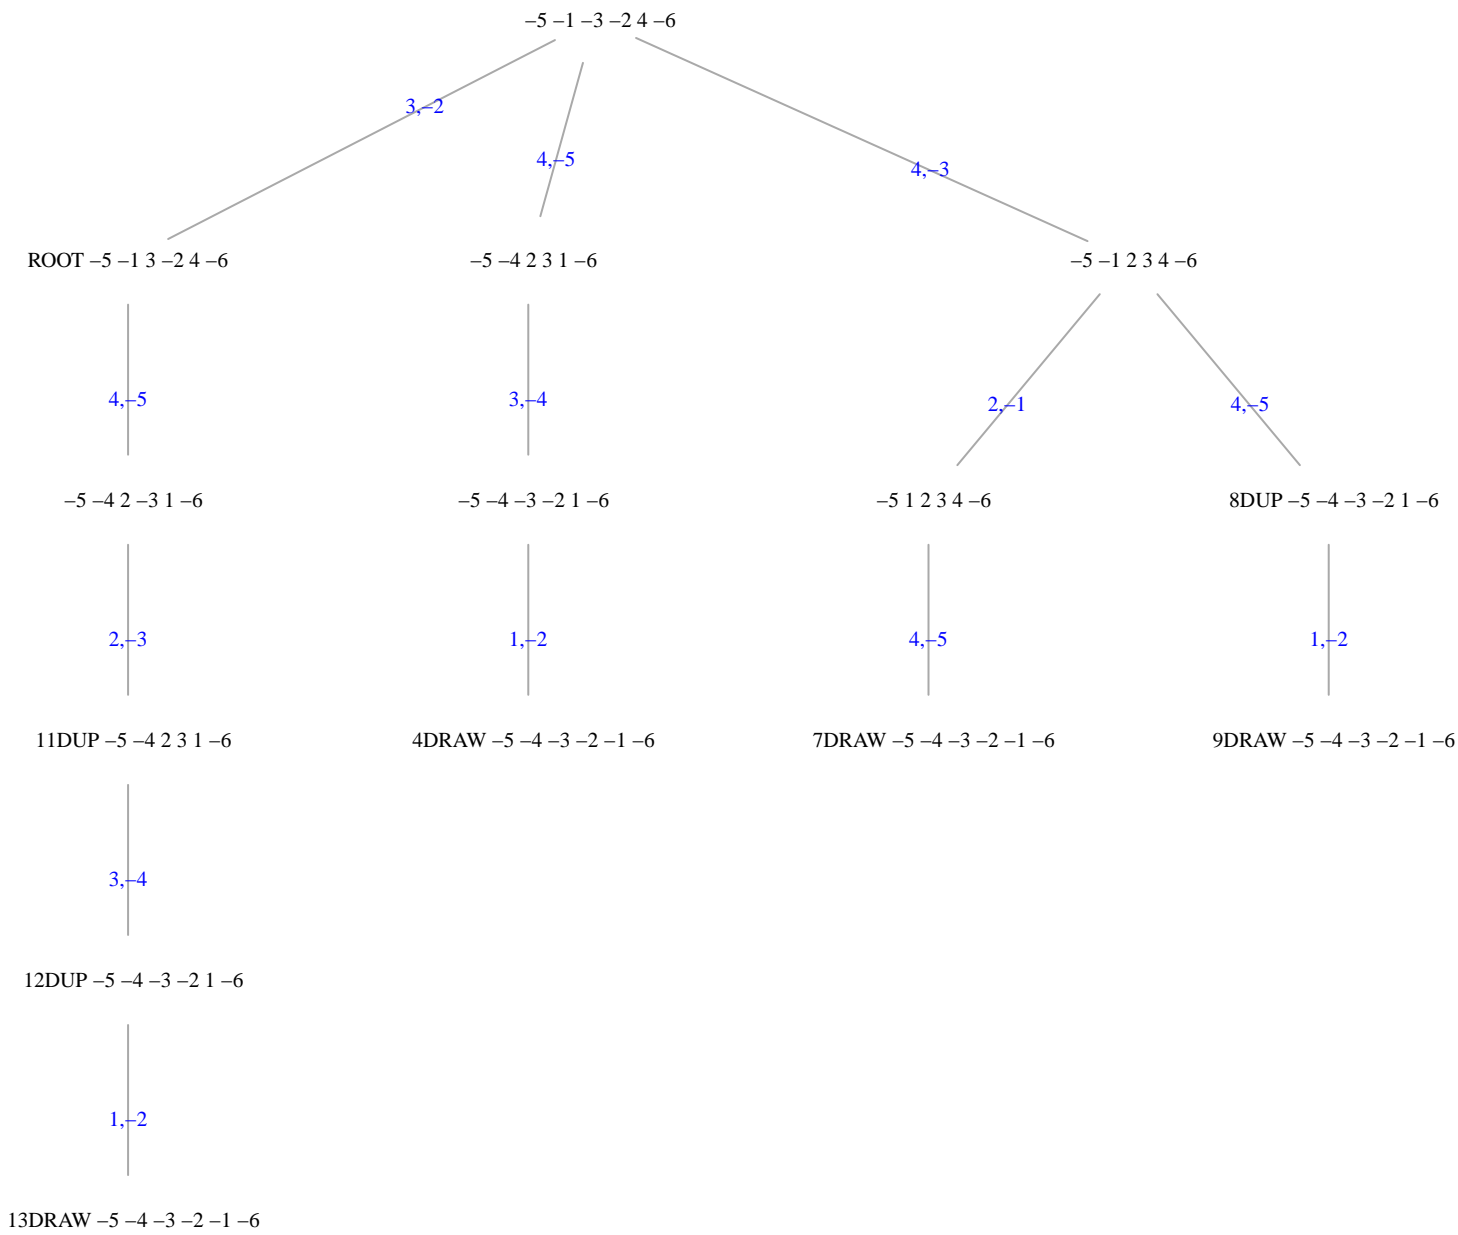 –5 –1 –3 –2 4 –6
3,–2
4,–5
4,–3
ROOT –5 –1 3 –2 4 –6
–5 –4 2 3 1 –6
–5 –1 2 3 4 –6
4,–5
3,–4
2,–1
4,–5
–5 –4 2 –3 1 –6
–5 –4 –3 –2 1 –6
–5 1 2 3 4 –6
8DUP –5 –4 –3 –2 1 –6
2,–3
1,–2
4,–5
1,–2
11DUP –5 –4 2 3 1 –6
4DRAW –5 –4 –3 –2 –1 –6
7DRAW –5 –4 –3 –2 –1 –6
9DRAW –5 –4 –3 –2 –1 –6
3,–4
12DUP –5 –4 –3 –2 1 –6
1,–2
13DRAW –5 –4 –3 –2 –1 –6